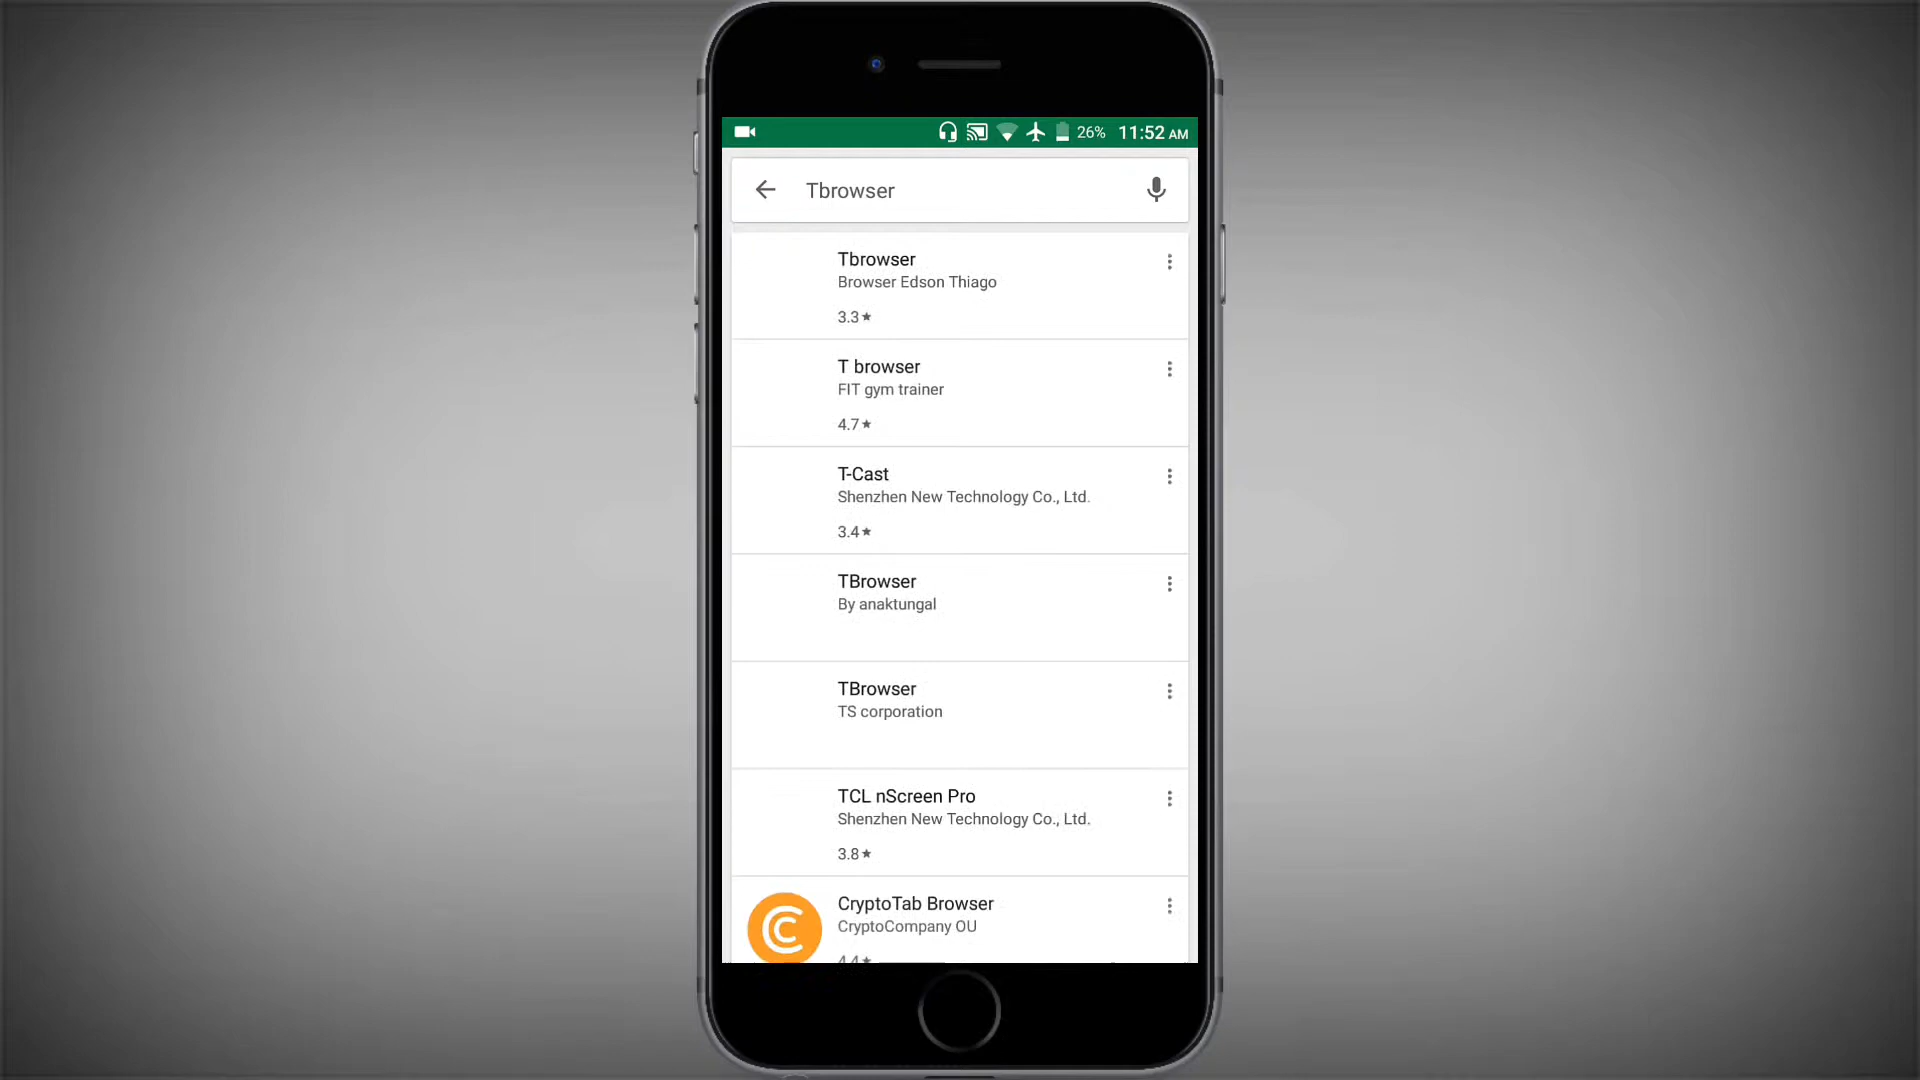 26% 11:52 AM
Tbrowser
Tbrowser
Browser Edson Thiago
3.3★
T browser
FIT gym trainer
4.7★
T-Cast
Shenzhen New Technology Co., Ltd.
3.4★
TBrowser
By anaktungal
TBrowser
TS corporation
TCL nScreen Pro
Shenzhen New Technology Co., Ltd.
3.8★
CryptoTab Browser
CryptoCompany OU
4.4★